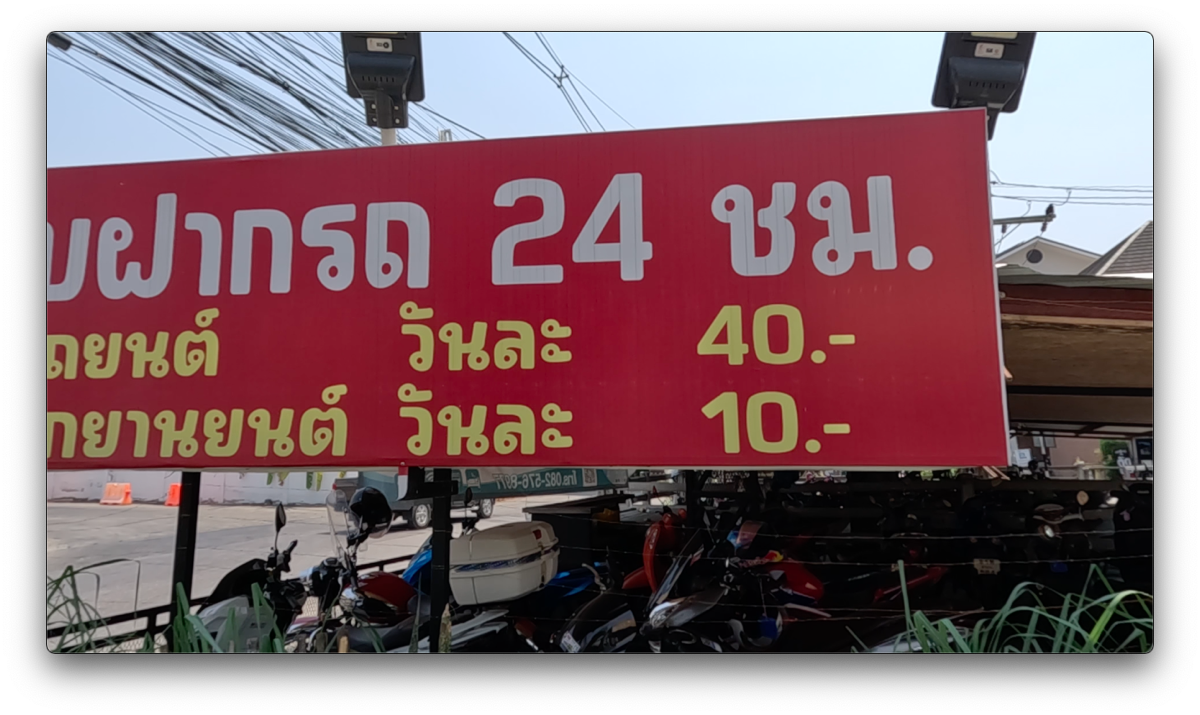 บฝากรถ 24 ชม.
รถยนต์ วันละ 40.-
กยานยนต์ วันละ 10.-